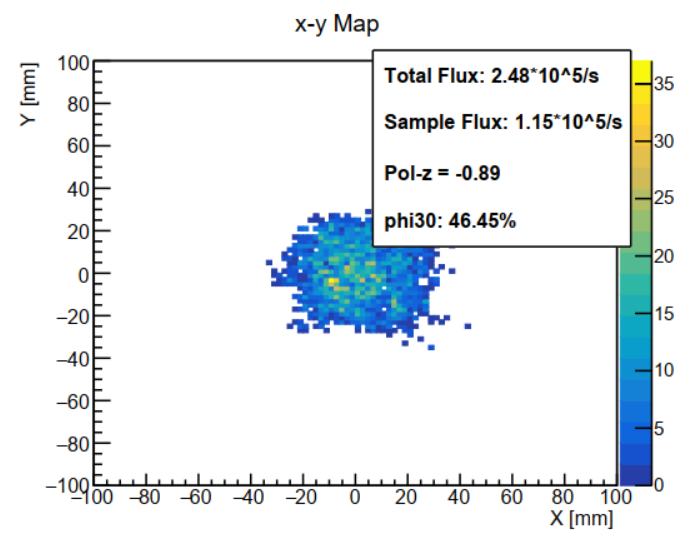 x-y Map
Y [mm]
Total Flux: 2.48*10^5/s
Sample Flux: 1.15*10^5/s
Pol-z = -0.89
phi30: 46.45%
100
80
60
40
20
0
−20
−40
−60
−80
−100
−100 −80 −60 −40 −20 0 20 40 60 80 100
X [mm]
35
30
25
20
15
10
5
0